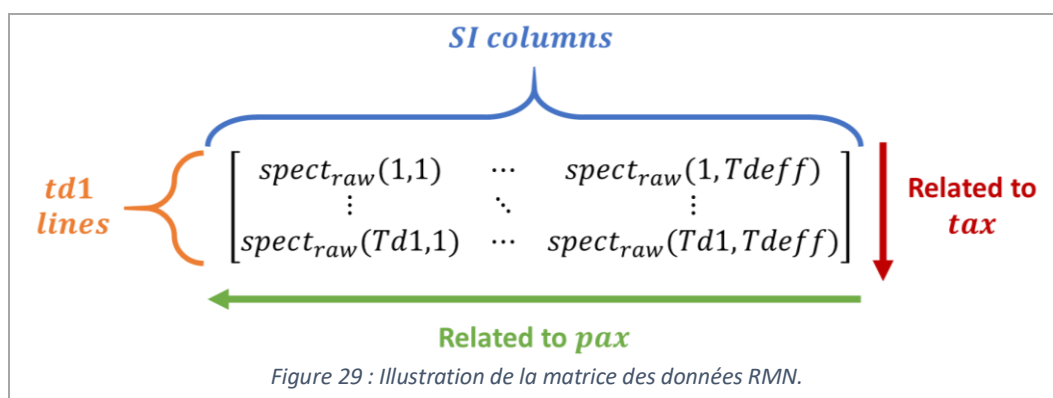 SI columns
td1
lines
[spect_raw(1,1) ⋯ spect_raw(1,Tdeff)
⋮ ⋱ ⋮
spect_raw(Td1,1) ⋯ spect_raw(Td1,Tdeff)]
Related to
tax
Related to pax
Figure 29 : Illustration de la matrice des données RMN.